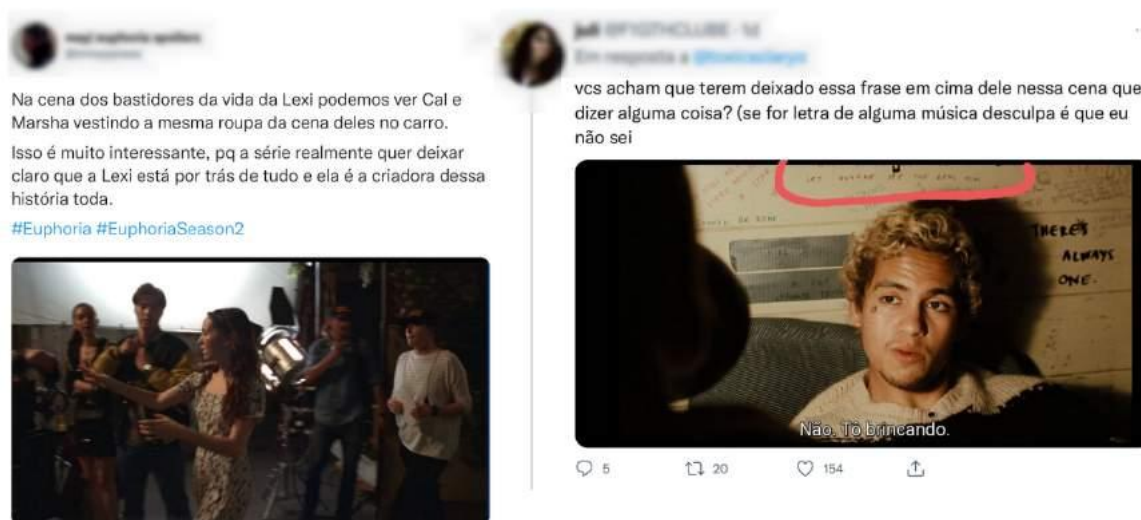 Na cena dos bastidores da vida da Lexi podemos ver Cal e
Marsha vestindo a mesma roupa da cena deles no carro.
Isso é muito interessante, pq a série realmente quer deixar
claro que a Lexi está por trás de tudo e ela é a criadora dessa
história toda.
#Euphoria #EuphoriaSeason2
juli
Em resposta a
vcs acham que terem deixado essa frase em cima dele nessa cena que
dizer alguma coisa? (se for letra de alguma música desculpa é que eu
não sei
THERE'S
ALWAYS
ONE.
Não. Tô brincando.
5 20 154